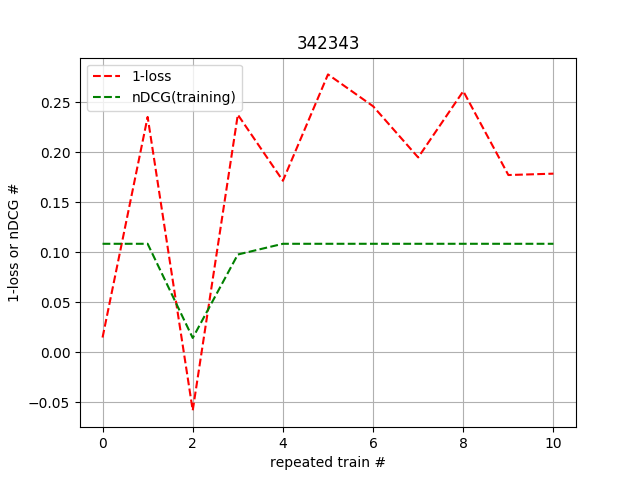 342343
1-loss
nDCG(training)
0.25
0.20
0.15
0.10
0.05
0.00
−0.05
1-loss or nDCG #
0 2 4 6 8 10
repeated train #